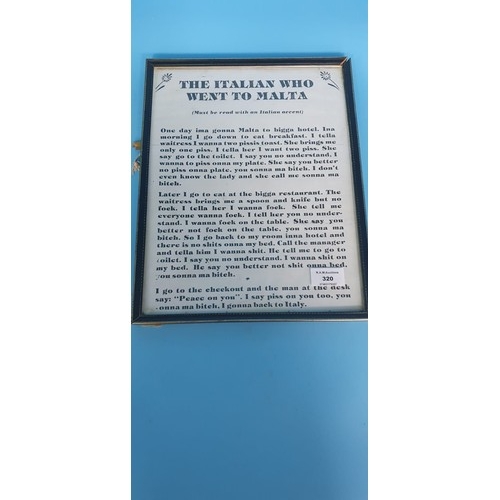 THE ITALIAN WHO
WENT TO MALTA
(Must be read with an Italian accent)
One day ima gonna Malta to bigga hotel. Ina
morning I go down to eat breakfast. I tella
waitress I wanna two pissis toast. She brings me
only one piss. I tella her I want two piss. She
say go to the toilet. I say you no understand, I
wanna to piss onna my plate. She say you better
no piss onna plate, you sonna ma bitch. I don't
even know the lady and she call me sonna ma
bitch.
Later I go to eat at the bigga restaurant. The
waitress brings me a spoon and knife but no
fock. I tella her I wanna fock. She tell me
everyone wanna fock. I tell her you no under-
stand. I wanna fock on the table. She say you
better not fock on the table, you sonna ma
bitch. So I go back to my room inna hotel and
there is no shits onna my bed. Call the manager
and tella him I wanna shit. He tell me to go to
toilet. I say you no understand. I wanna shit on
my bed. He say you better not shit onna bed,
you sonna ma bitch.
I go to the checkout and the man at the desk
say: "Peace on you". I say piss on you too, you
sonna ma bitch, I gonna back to Italy.
320